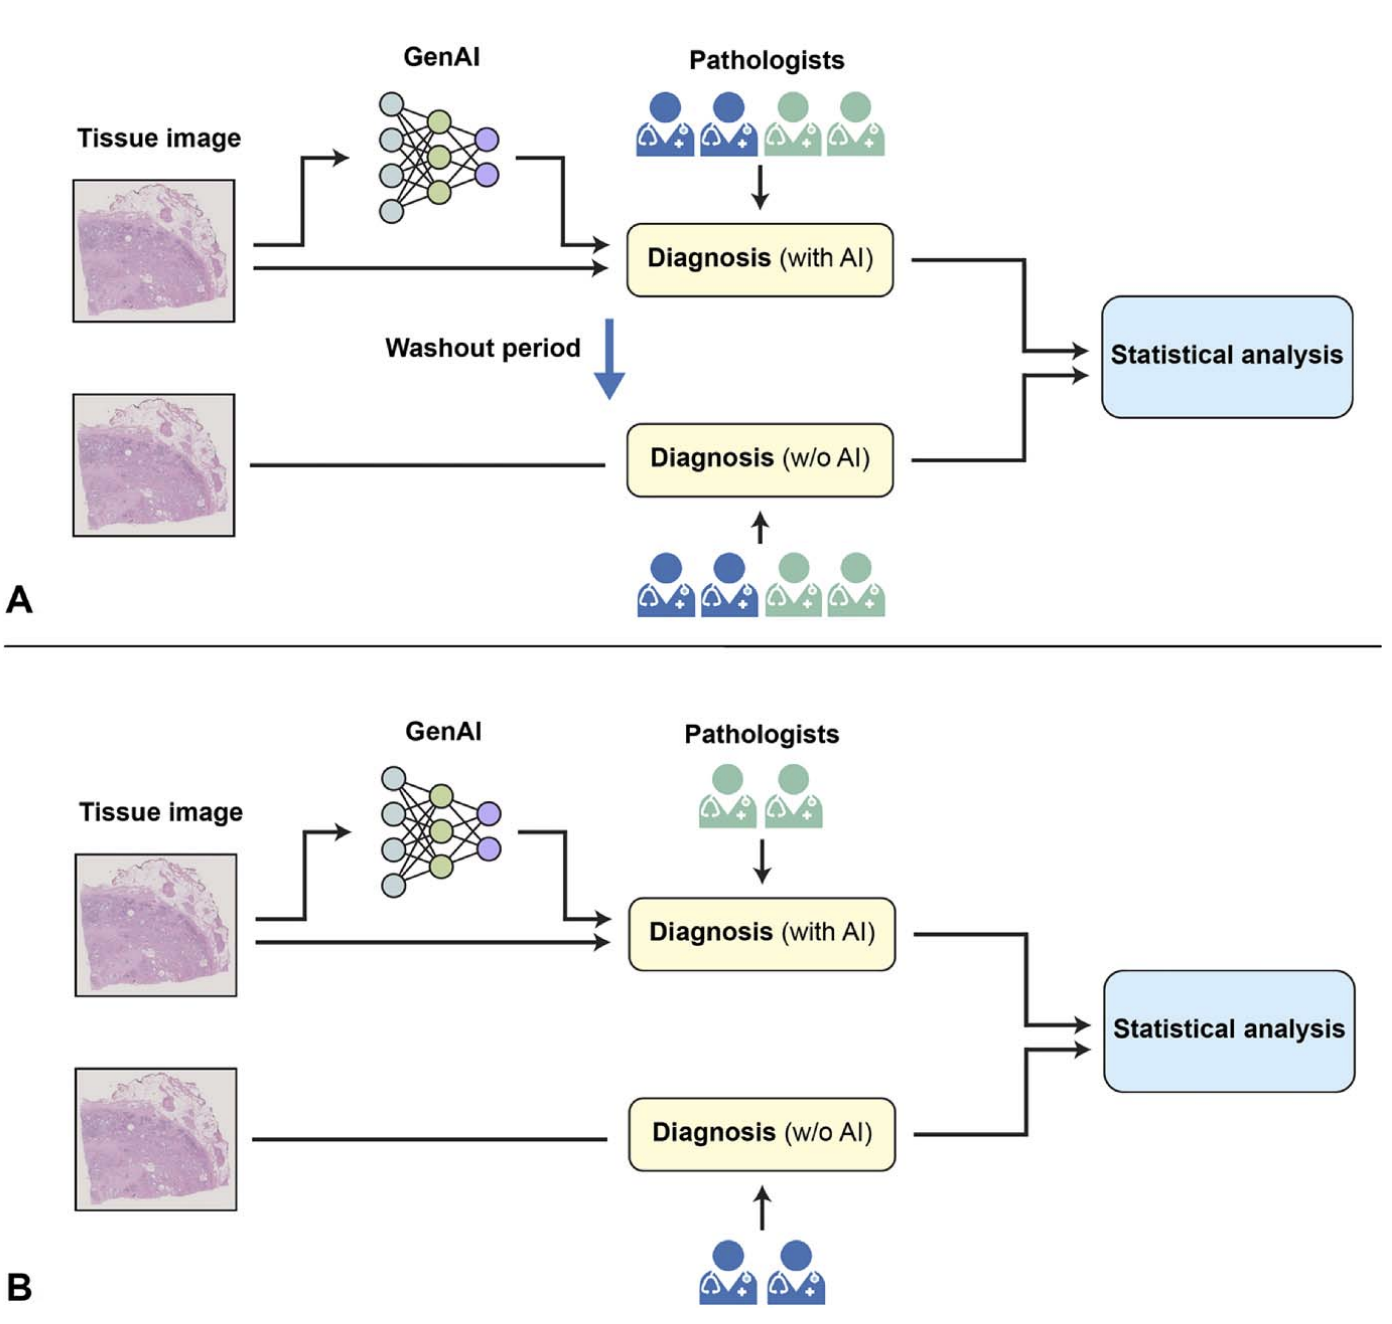 GenAI
Pathologists
Tissue image
Diagnosis (with AI)
Washout period
Statistical analysis
Diagnosis (w/o AI)
A
GenAI
Pathologists
Tissue image
Diagnosis (with AI)
Statistical analysis
Diagnosis (w/o AI)
B